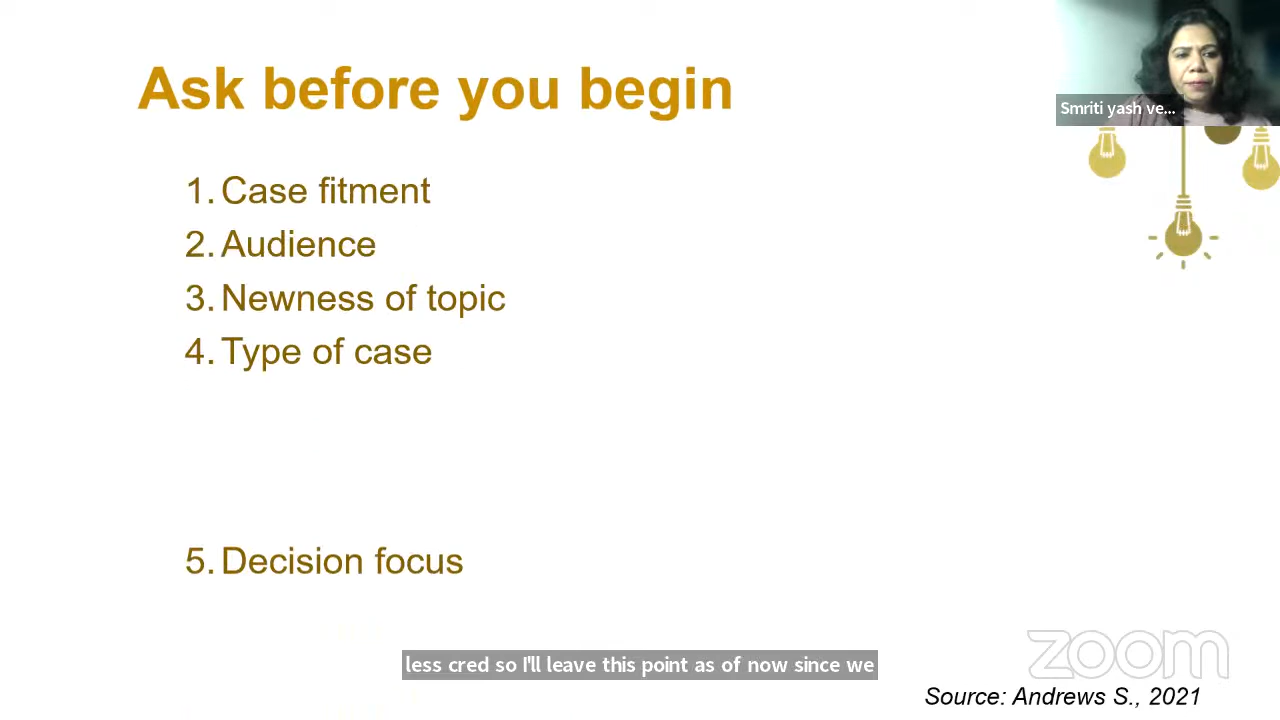 Ask before you begin
Smriti yash ve...
1. Case fitment
2. Audience
3. Newness of topic
4. Type of case
5. Decision focus
less cred so I'll leave this point as of now since we
zoom
Source: Andrews S., 2021